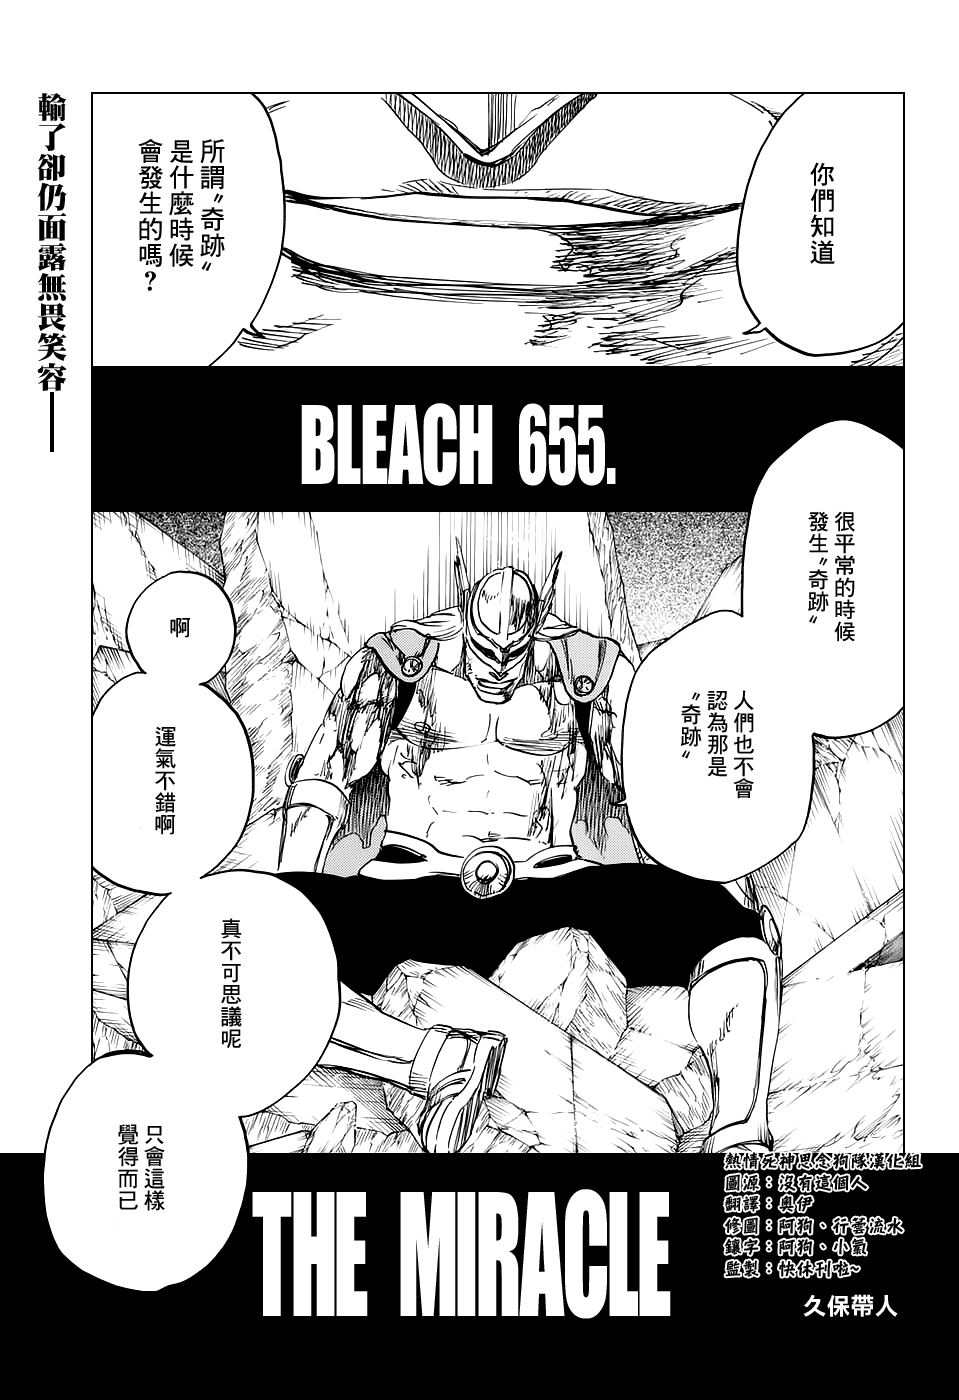 你們知道
所謂〝奇跡〞
是什麼時候
會發生的嗎？
輸了卻仍面露無畏笑容——
BLEACH 655.
很平常的時候
發生〝奇跡〞
人們也不會
認為那是
〝奇跡〞
啊
運氣不錯啊
真不可思議呢
只會這樣
覺得而已
THE MIRACLE
熱情死神思念狗隊漢化組
圖源：沒有這個人
翻譯：奧伊
修圖：阿狗、行雲流水
鑲字：阿狗、小氣
監製：快休刊啦~
久保帶人